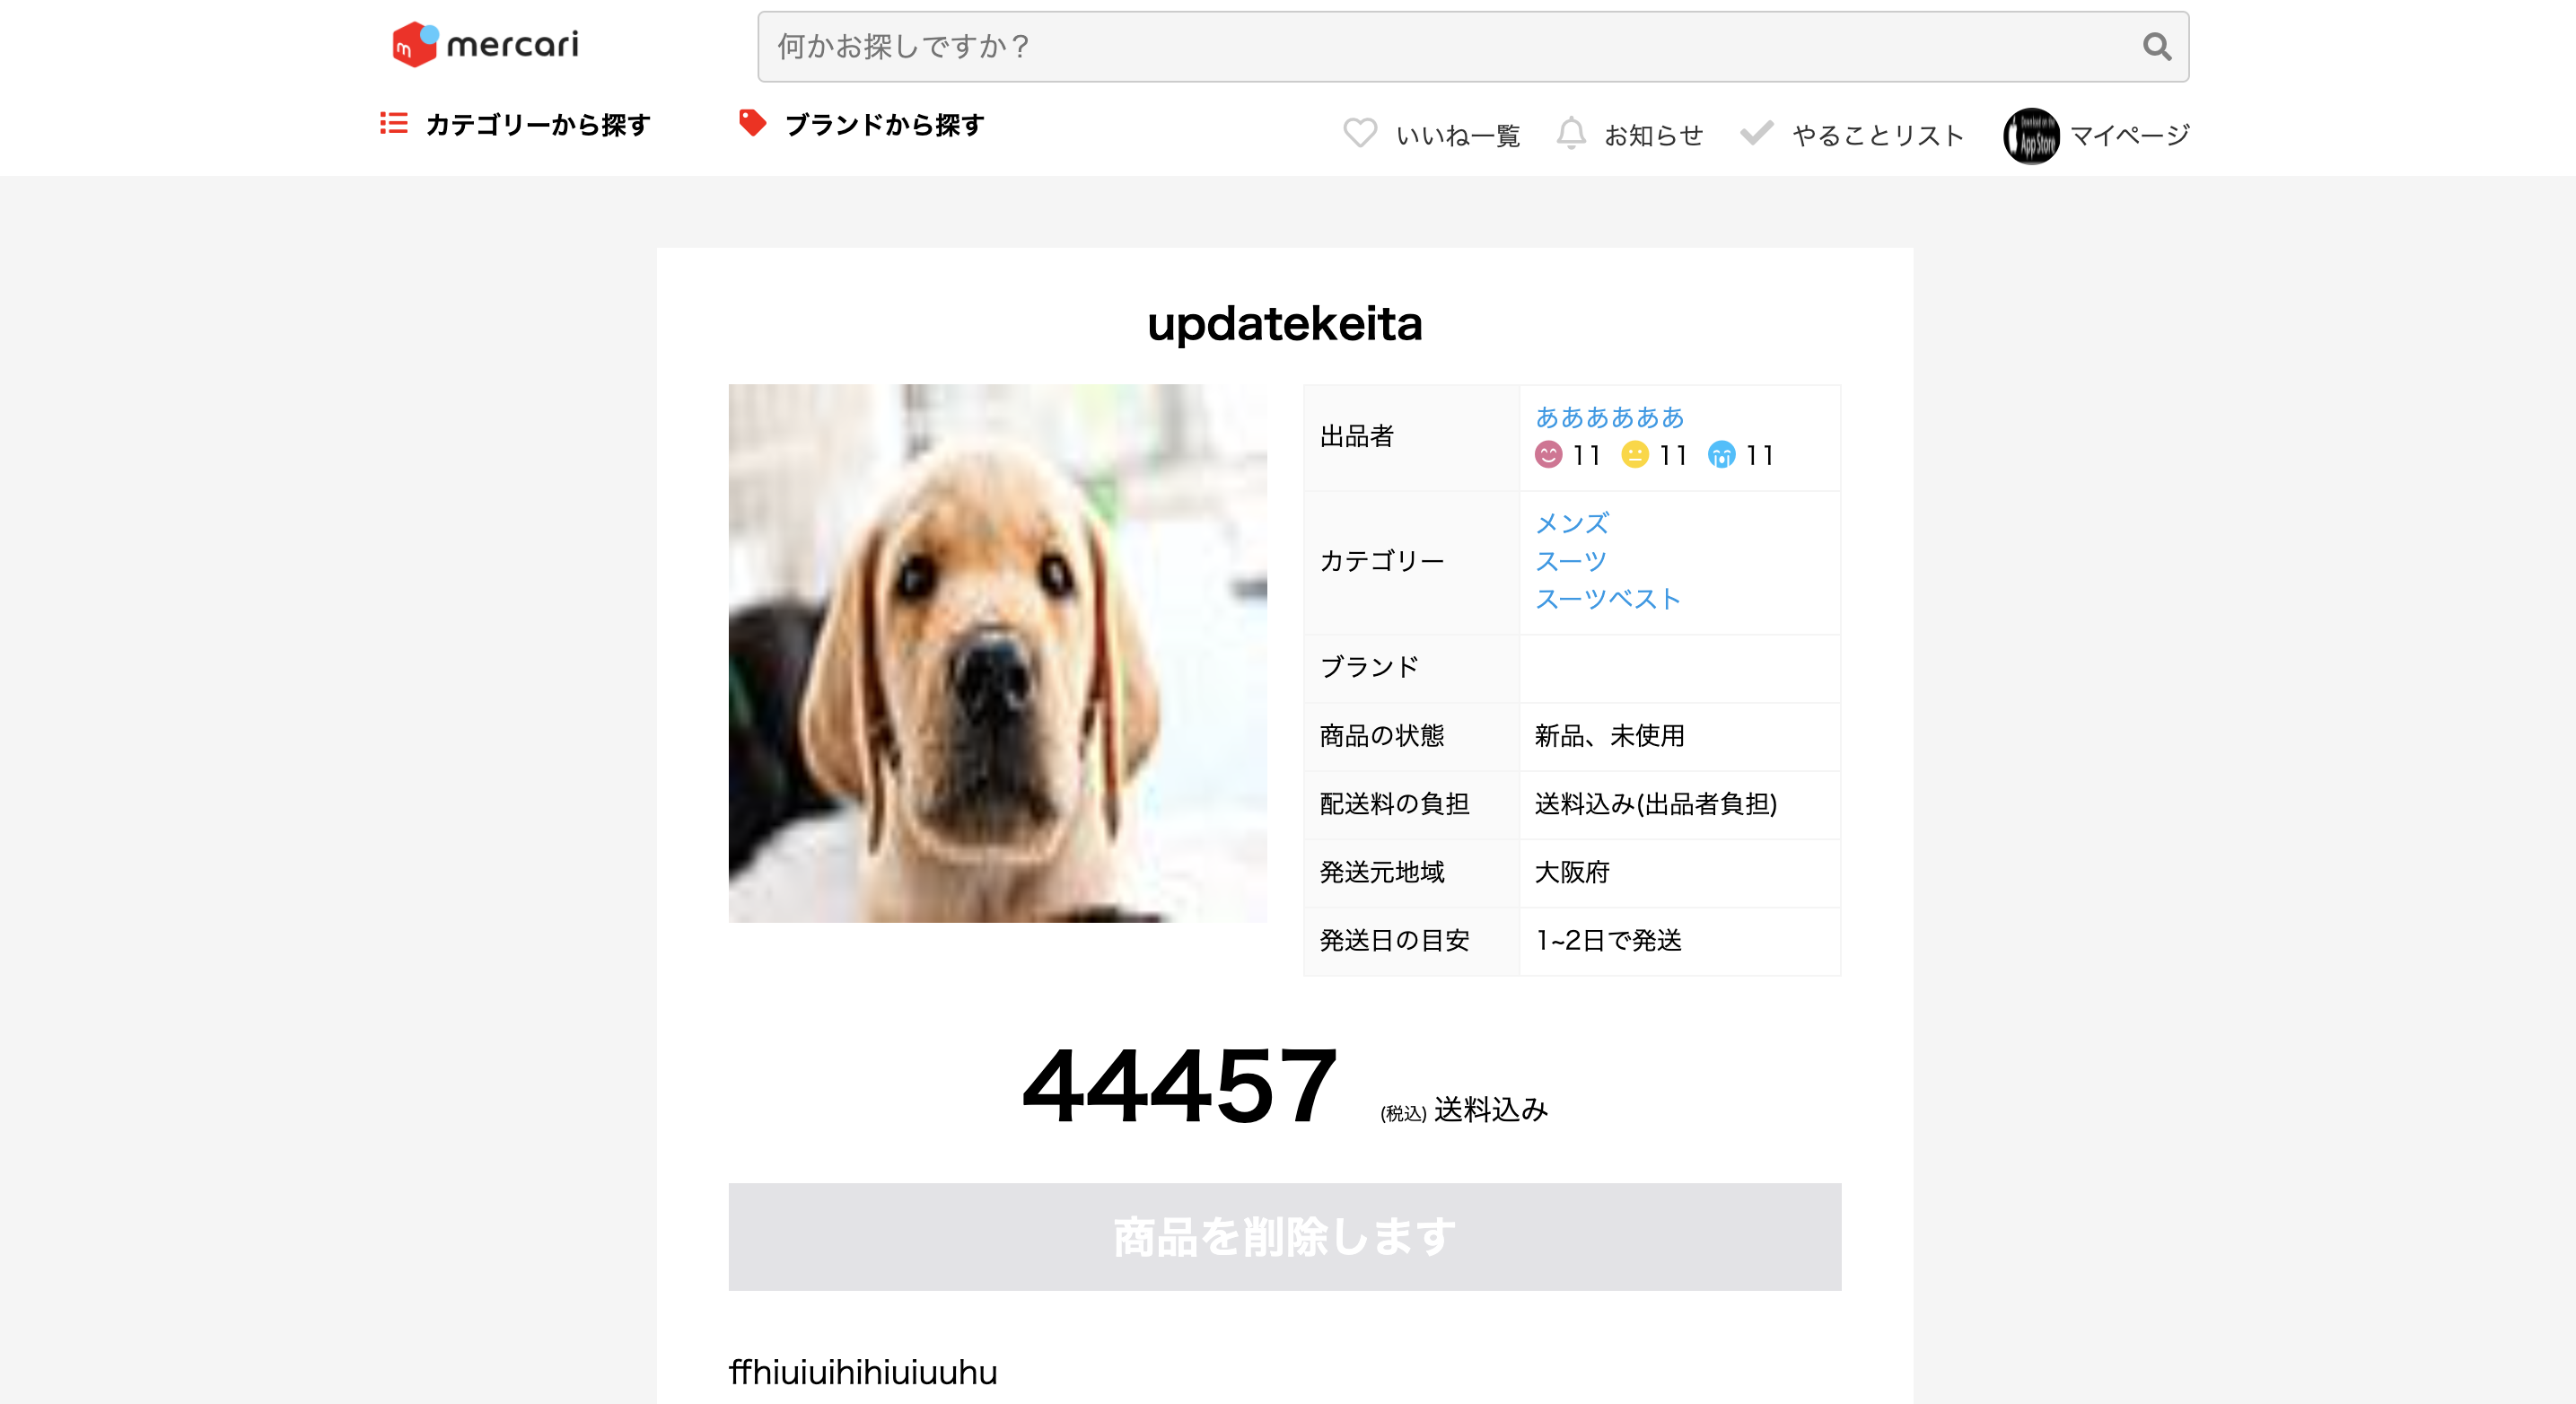 mercari
何かお探しですか？
カテゴリーから探す
ブランドから探す
いいね一覧
お知らせ
やることリスト
Download on the
App Store
マイページ
updatekeita
出品者
ああああああ
11 11 11
カテゴリー
メンズ
スーツ
スーツベスト
ブランド
商品の状態
新品、未使用
配送料の負担
送料込み(出品者負担)
発送元地域
大阪府
発送日の目安
1~2日で発送
44457 (税込) 送料込み
商品を削除します
ffhiuiuihihiuiuuhu